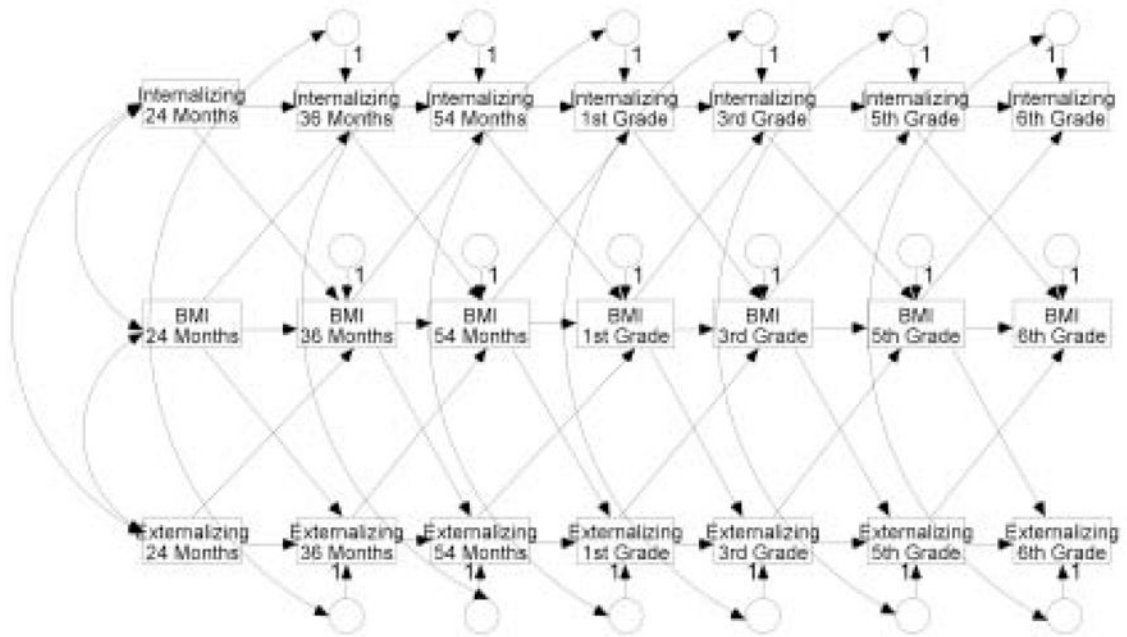 1
1
1
1
1
1
Internalizing
24 Months
Internalizing
36 Months
Internalizing
54 Months
Internalizing
1st Grade
Internalizing
3rd Grade
Internalizing
5th Grade
Internalizing
6th Grade
1
1
1
1
1
1
BMI
24 Months
BMI
36 Months
BMI
54 Months
BMI
1st Grade
BMI
3rd Grade
BMI
5th Grade
BMI
6th Grade
Externalizing
24 Months
Externalizing
36 Months
Externalizing
54 Months
Externalizing
1st Grade
Externalizing
3rd Grade
Externalizing
5th Grade
Externalizing
6th Grade
1
1
1
1
1
1